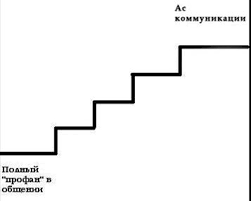 Ас
коммуникации
Полный
"профан" в
общении